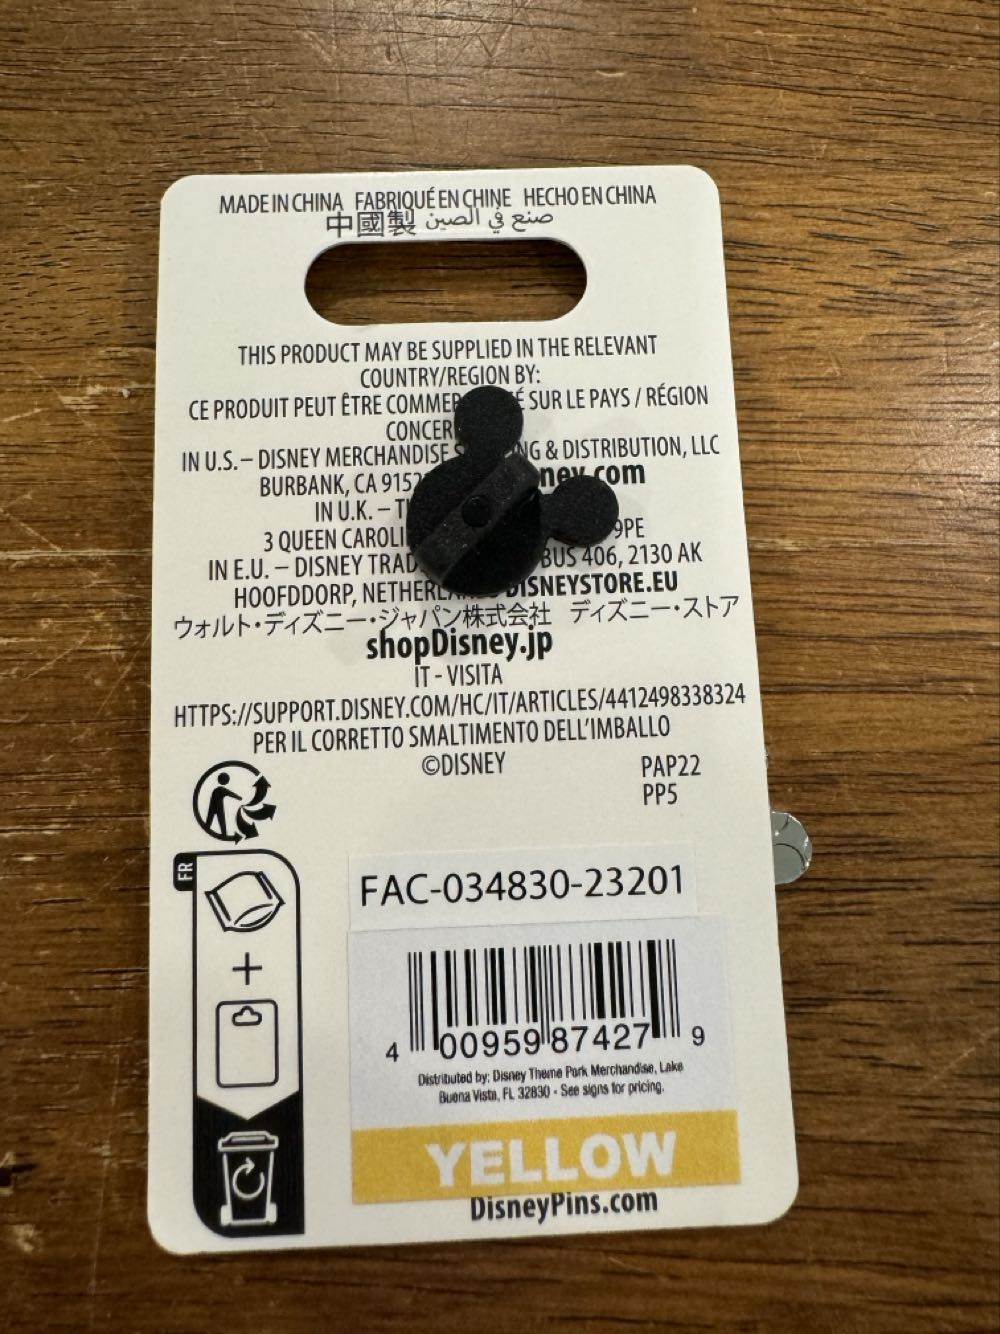 MADE IN CHINA FABRIQUÉ EN CHINE HECHO EN CHINA
中國製 صنع في الصين
THIS PRODUCT MAY BE SUPPLIED IN THE RELEVANT
COUNTRY/REGION BY:
CE PRODUIT PEUT ÊTRE COMMER É SUR LE PAYS / RÉGION
CONCER
IN U.S. – DISNEY MERCHANDISE S NG & DISTRIBUTION, LLC
BURBANK, CA 9152 ney.com
IN U.K. – T
3 QUEEN CAROLI 9PE
IN E.U. – DISNEY TRAD BUS 406, 2130 AK
HOOFDDORP, NETHERLA DISNEYSTORE.EU
ウォルト・ディズニー・ジャパン株式会社 ディズニー・ストア
shopDisney.jp
IT - VISITA
HTTPS://SUPPORT.DISNEY.COM/HC/IT/ARTICLES/4412498338324
PER IL CORRETTO SMALTIMENTO DELL'IMBALLO
©DISNEY
PAP22
PP5
FR
FAC-034830-23201
4 00959 87427 9
Distributed by: Disney Theme Park Merchandise, Lake
Buena Vista, FL 32830 - See signs for pricing.
YELLOW
DisneyPins.com